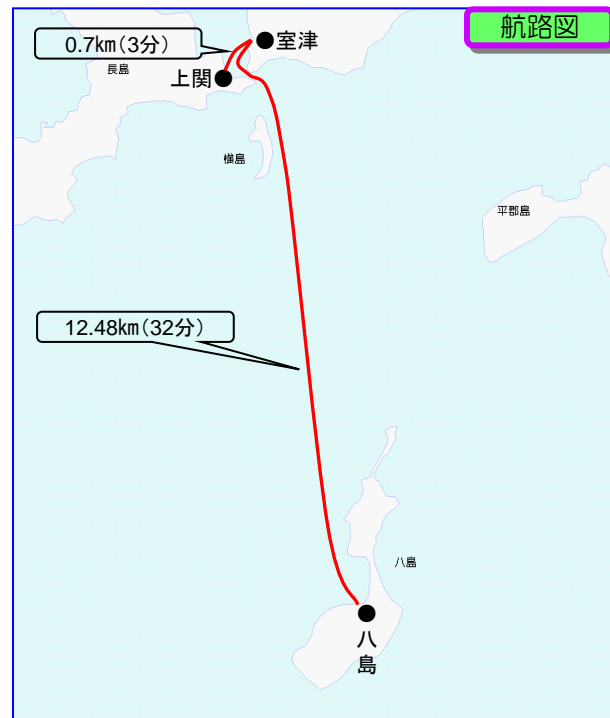 航路図
0.7㎞(3分)
室津
長島
上関
横島
平郡島
12.48㎞(32分)
八島
八島